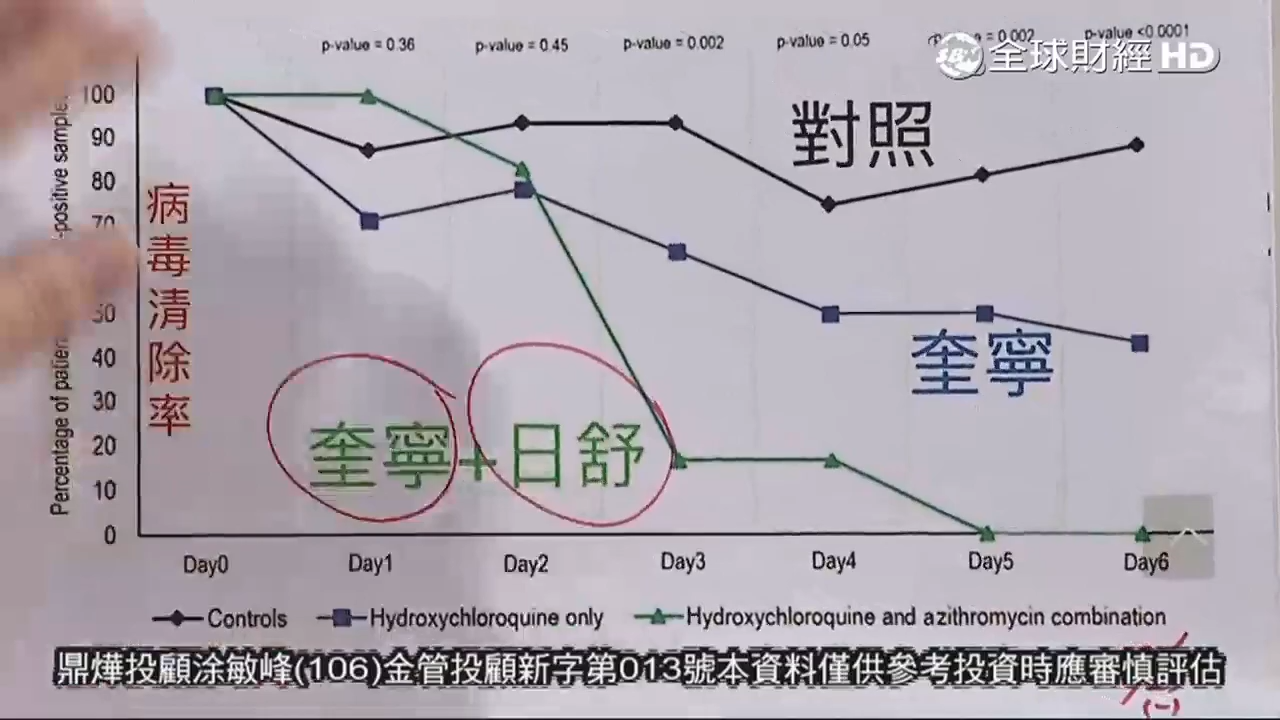 p-value = 0.36 p-value = 0.45 p-value = 0.002 p-value = 0.05 = 0.002 p-value <0.0001
SBN 全球財經HD
100
90
80
70
50
40
30
20
10
0
Percentage of -positive
病毒清除率
對照
奎寧
奎寧+日舒
Day0 Day1 Day2 Day3 Day4 Day5 Day6
Controls Hydroxychloroquine only Hydroxychloroquine and azithromycin combination
鼎燁投顧涂敏峰(106)金管投顧新字第013號本資料僅供參考投資時應審慎評估
(-)